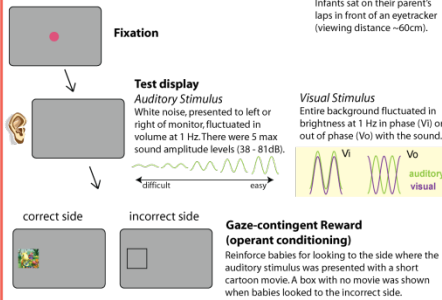 Infants sat on their parent's
laps in front of an eyetracker
(viewing distance ~60cm).
Fixation
Test display
Auditory Stimulus
White noise, presented to left or
right of monitor, fluctuated in
volume at 1 Hz. There were 5 max
sound amplitude levels (38 - 81dB).
difficult easy
Visual Stimulus
Entire background fluctuated in
brightness at 1 Hz in phase (Vi) or
out of phase (Vo) with the sound.
Vi Vo
auditory
visual
correct side incorrect side
Gaze-contingent Reward
(operant conditioning)
Reinforce babies for looking to the side where the
auditory stimulus was presented with a short
cartoon movie. A box with no movie was shown
when babies looked to the incorrect side.